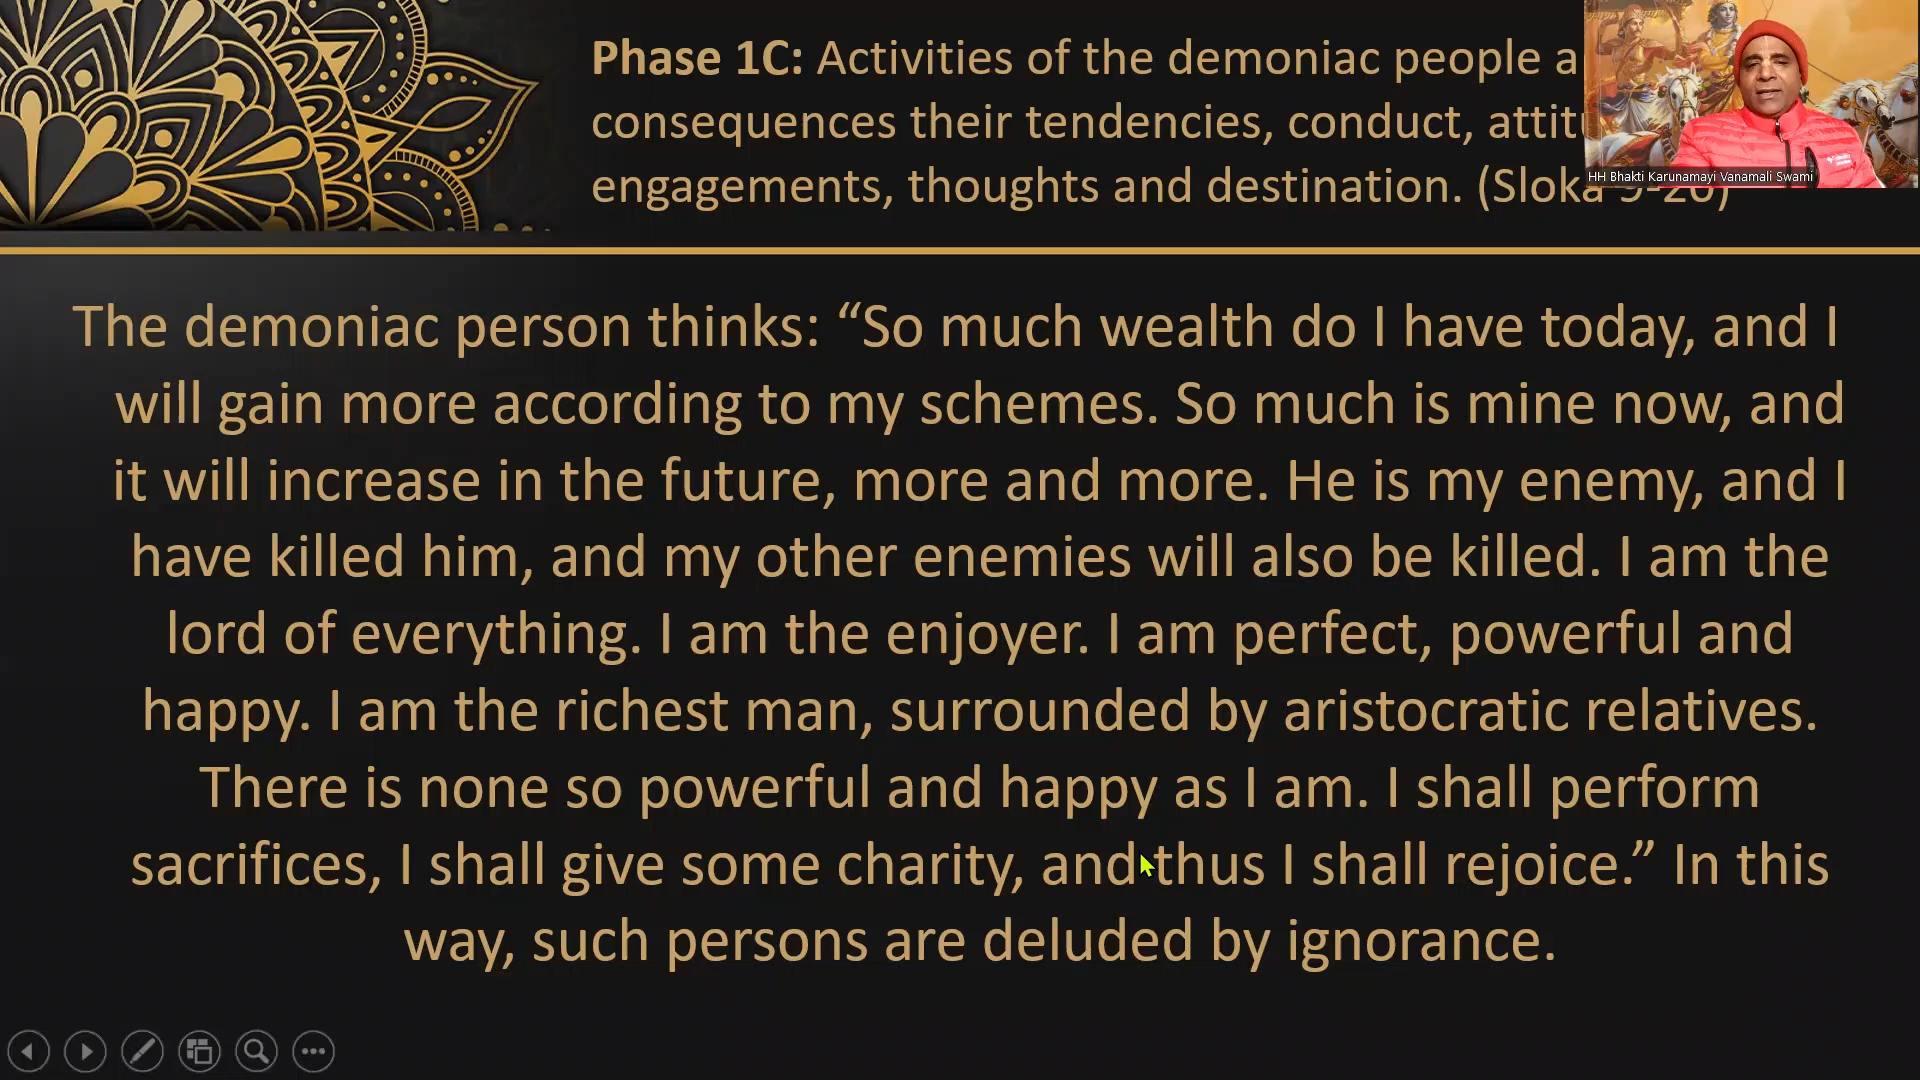 Phase 1C: Activities of the demoniac people a
consequences their tendencies, conduct, attitu
engagements, thoughts and destination. (Sloka 9-20)
HH Bhakti Karunamayi Vanamali Swami
The demoniac person thinks: “So much wealth do I have today, and I
will gain more according to my schemes. So much is mine now, and
it will increase in the future, more and more. He is my enemy, and I
have killed him, and my other enemies will also be killed. I am the
lord of everything. I am the enjoyer. I am perfect, powerful and
happy. I am the richest man, surrounded by aristocratic relatives.
There is none so powerful and happy as I am. I shall perform
sacrifices, I shall give some charity, and thus I shall rejoice.” In this
way, such persons are deluded by ignorance.